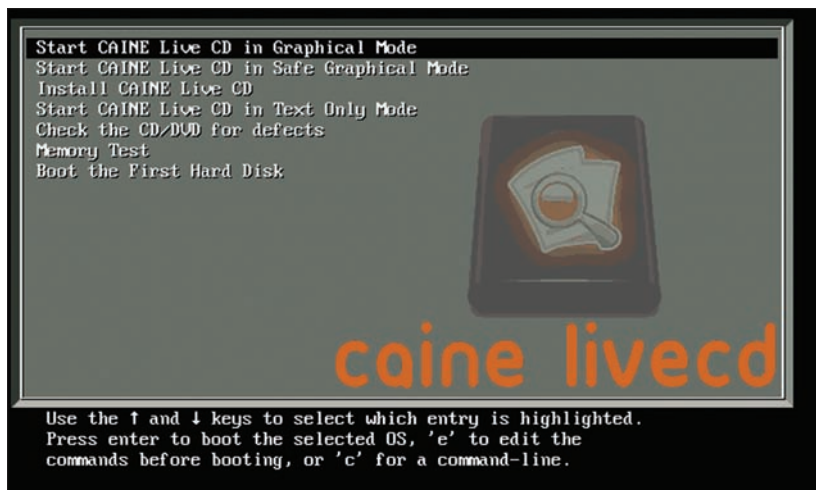 Start CAINE Live CD in Graphical Mode
Start CAINE Live CD in Safe Graphical Mode
Install CAINE Live CD
Start CAINE Live CD in Text Only Mode
Check the CD/DVD for defects
Memory Test
Boot the First Hard Disk
caine livecd
Use the ↑ and ↓ keys to select which entry is highlighted.
Press enter to boot the selected OS, 'e' to edit the
commands before booting, or 'c' for a command-line.